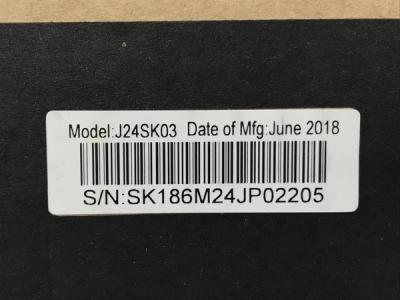 Model:J24SK03 Date of Mfg:June 2018
S/N:SK186M24JP02205